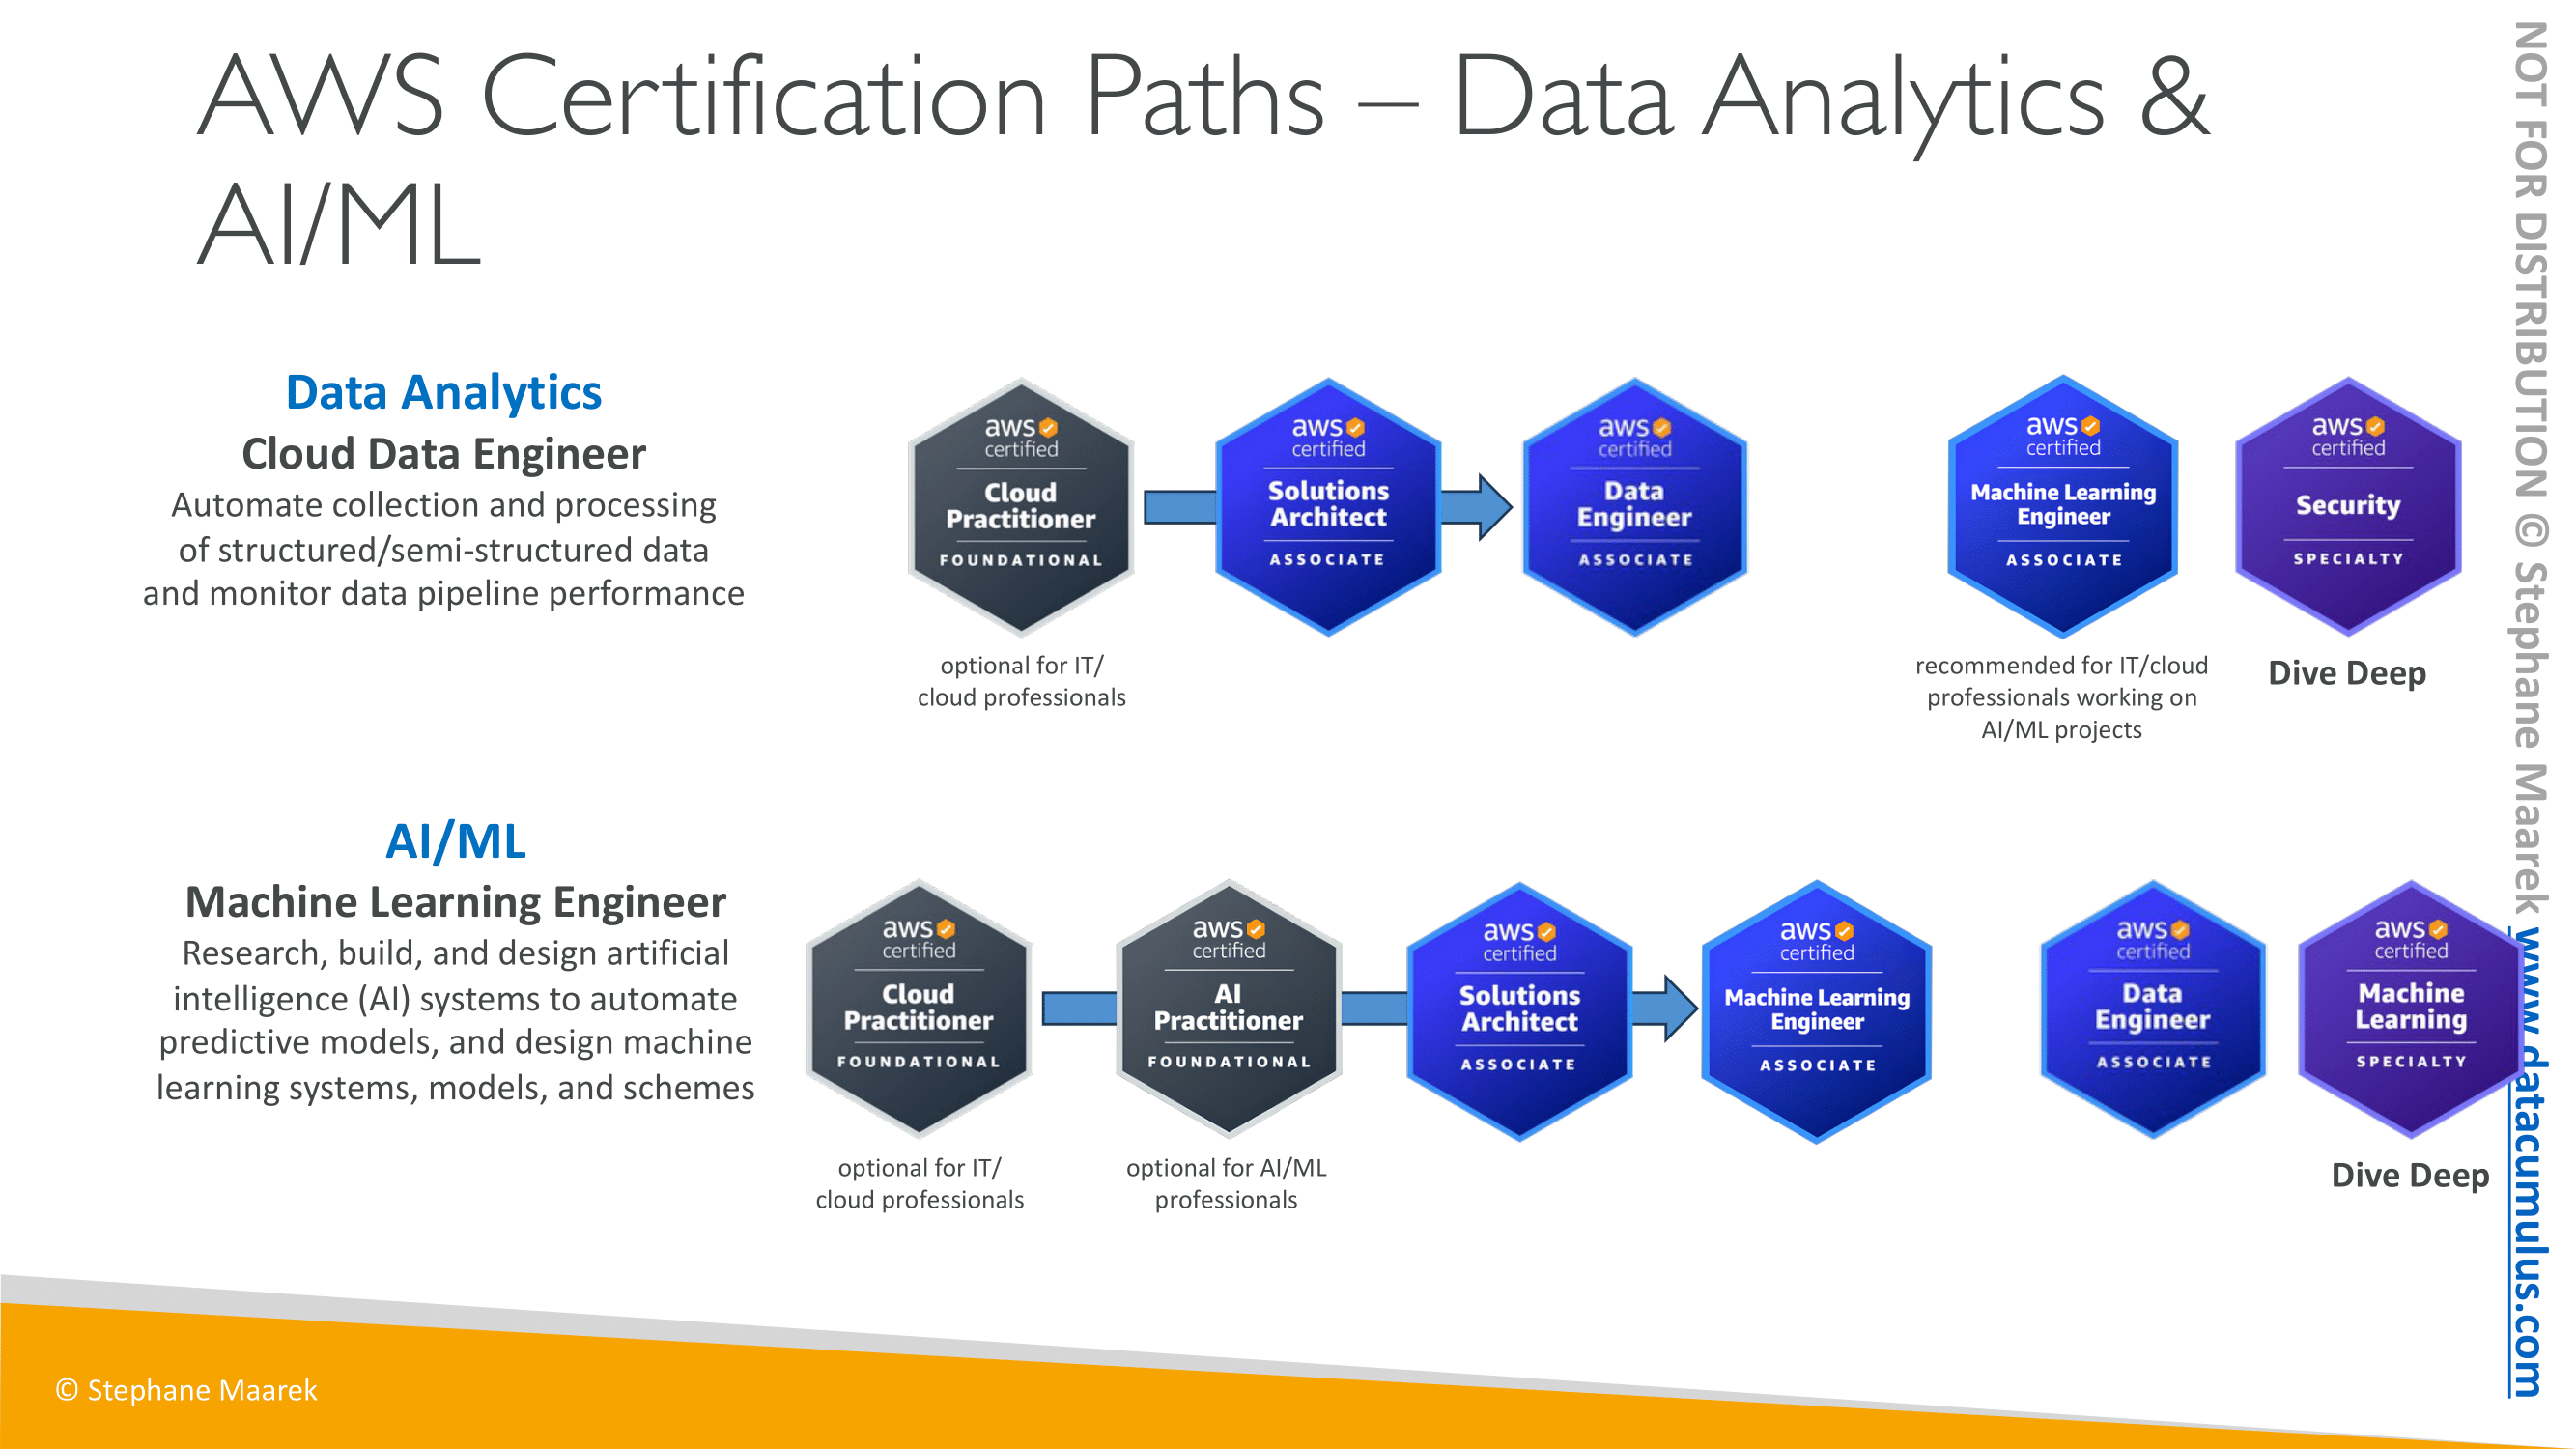 AWS Certification Paths – Data Analytics &
AI/ML
Data Analytics
Cloud Data Engineer
Automate collection and processing
of structured/semi-structured data
and monitor data pipeline performance
aws
certified
Cloud
Practitioner
FOUNDATIONAL
optional for IT/
cloud professionals
aws
certified
Solutions
Architect
ASSOCIATE
aws
certified
Data
Engineer
ASSOCIATE
aws
certified
Machine Learning
Engineer
ASSOCIATE
recommended for IT/cloud
professionals working on
AI/ML projects
aws
certified
Security
SPECIALTY
Dive Deep
AI/ML
Machine Learning Engineer
Research, build, and design artificial
intelligence (AI) systems to automate
predictive models, and design machine
learning systems, models, and schemes
aws
certified
Cloud
Practitioner
FOUNDATIONAL
optional for IT/
cloud professionals
aws
certified
AI
Practitioner
FOUNDATIONAL
optional for AI/ML
professionals
aws
certified
Solutions
Architect
ASSOCIATE
aws
certified
Machine Learning
Engineer
ASSOCIATE
aws
certified
Data
Engineer
ASSOCIATE
aws
certified
Machine
Learning
SPECIALTY
Dive Deep
NOT FOR DISTRIBUTION © Stephane Maarek www.datacumulus.com
© Stephane Maarek